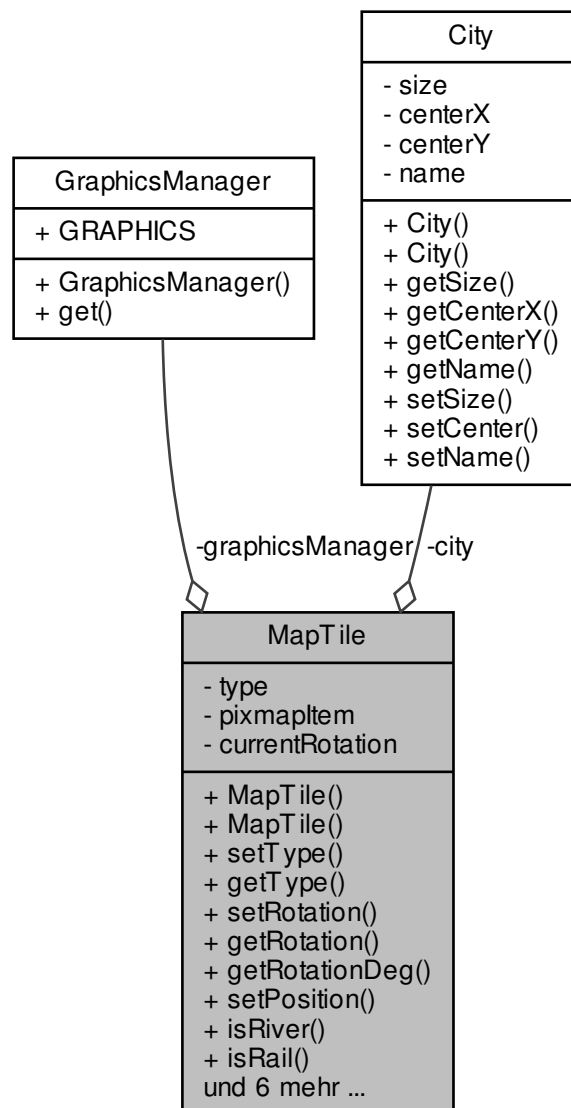 City
- size
- centerX
- centerY
- name
+ City()
+ City()
+ getSize()
+ getCenterX()
+ getCenterY()
+ getName()
+ setSize()
+ setCenter()
+ setName()
GraphicsManager
+ GRAPHICS
+ GraphicsManager()
+ get()
-graphicsManager
-city
MapTile
- type
- pixmapItem
- currentRotation
+ MapTile()
+ MapTile()
+ setType()
+ getType()
+ setRotation()
+ getRotation()
+ getRotationDeg()
+ setPosition()
+ isRiver()
+ isRail()
und 6 mehr ...